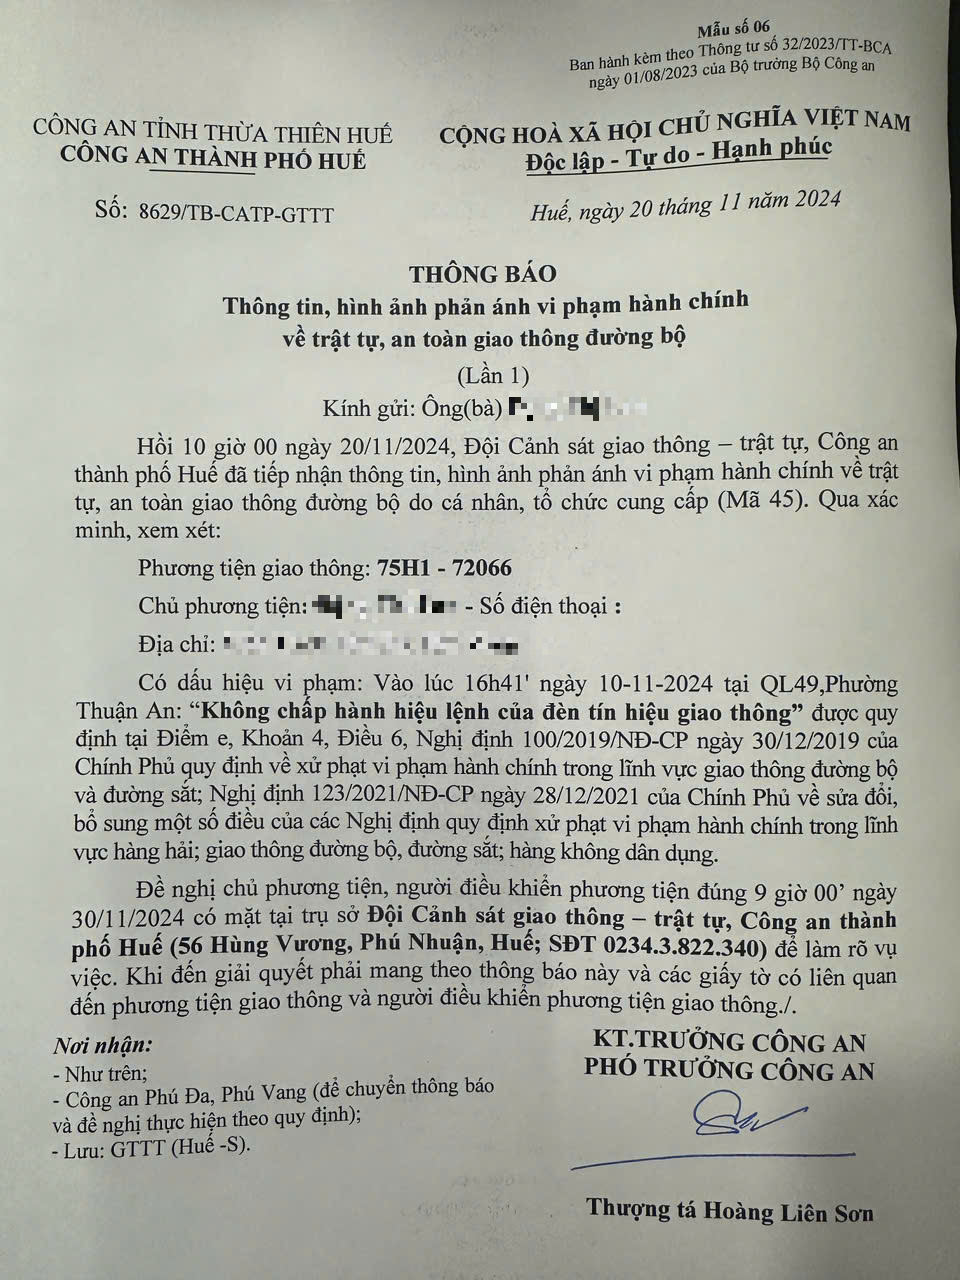 Mẫu số 06
Ban hành kèm theo Thông tư số 32/2023/TT-BCA
ngày 01/08/2023 của Bộ trưởng Bộ Công an
CÔNG AN TỈNH THỪA THIÊN HUẾ
CÔNG AN THÀNH PHỐ HUẾ
CỘNG HOÀ XÃ HỘI CHỦ NGHĨA VIỆT NAM
Độc lập - Tự do - Hạnh phúc
Số: 8629/TB-CATP-GTTT
Huế, ngày 20 tháng 11 năm 2024
THÔNG BÁO
Thông tin, hình ảnh phản ánh vi phạm hành chính
về trật tự, an toàn giao thông đường bộ
(Lần 1)
Kính gửi: Ông(bà)
Hồi 10 giờ 00 ngày 20/11/2024, Đội Cảnh sát giao thông – trật tự, Công an
thành phố Huế đã tiếp nhận thông tin, hình ảnh phản ánh vi phạm hành chính về trật
tự, an toàn giao thông đường bộ do cá nhân, tổ chức cung cấp (Mã 45). Qua xác
minh, xem xét:
Phương tiện giao thông: 75H1 - 72066
Chủ phương tiện: - Số điện thoại :
Địa chỉ:
Có dấu hiệu vi phạm: Vào lúc 16h41' ngày 10-11-2024 tại QL49,Phường
Thuận An: “Không chấp hành hiệu lệnh của đèn tín hiệu giao thông” được quy
định tại Điểm e, Khoản 4, Điều 6, Nghị định 100/2019/NĐ-CP ngày 30/12/2019 của
Chính Phủ quy định về xử phạt vi phạm hành chính trong lĩnh vực giao thông đường bộ
và đường sắt; Nghị định 123/2021/NĐ-CP ngày 28/12/2021 của Chính Phủ về sửa đổi,
bổ sung một số điều của các Nghị định quy định xử phạt vi phạm hành chính trong lĩnh
vực hàng hải; giao thông đường bộ, đường sắt; hàng không dân dụng.
Đề nghị chủ phương tiện, người điều khiển phương tiện đúng 9 giờ 00’ ngày
30/11/2024 có mặt tại trụ sở Đội Cảnh sát giao thông – trật tự, Công an thành
phố Huế (56 Hùng Vương, Phú Nhuận, Huế; SĐT 0234.3.822.340) để làm rõ vụ
việc. Khi đến giải quyết phải mang theo thông báo này và các giấy tờ có liên quan
đến phương tiện giao thông và người điều khiển phương tiện giao thông./.
Nơi nhận:
- Như trên;
- Công an Phú Đa, Phú Vang (để chuyển thông báo
và đề nghị thực hiện theo quy định);
- Lưu: GTTT (Huế -S).
KT.TRƯỞNG CÔNG AN
PHÓ TRƯỞNG CÔNG AN
Thượng tá Hoàng Liên Sơn